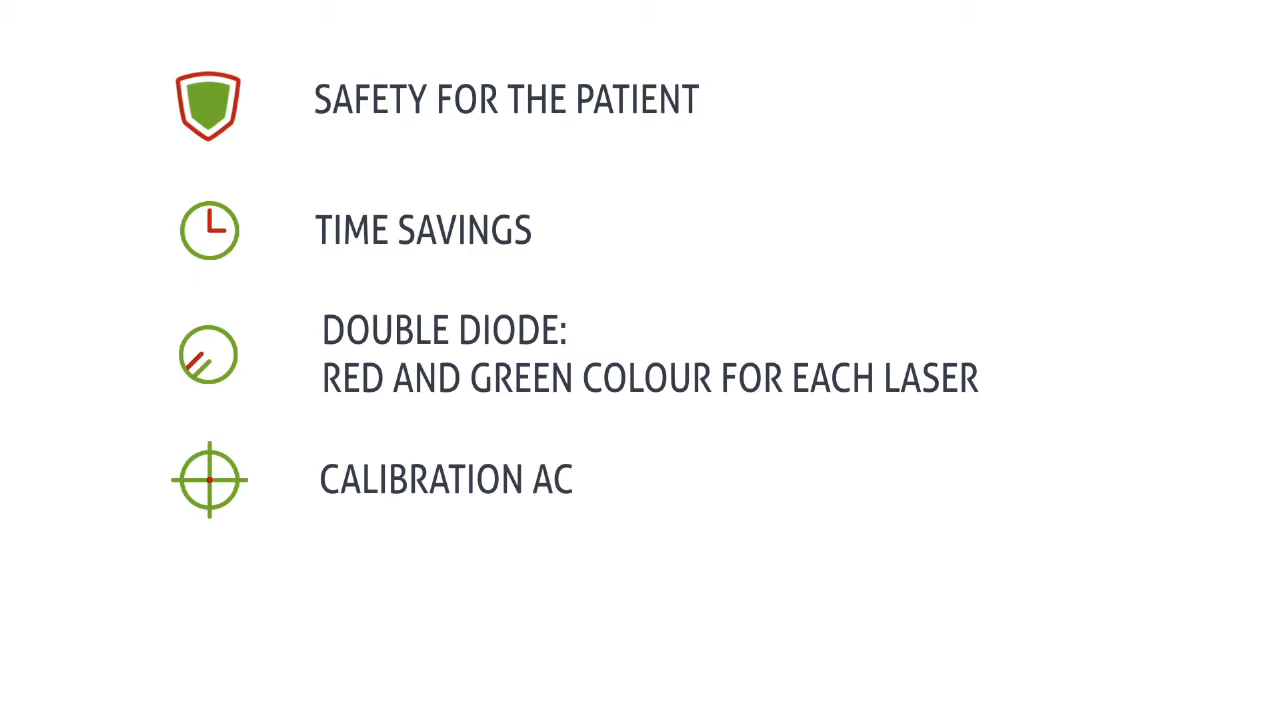 SAFETY FOR THE PATIENT
TIME SAVINGS
DOUBLE DIODE:
RED AND GREEN COLOUR FOR EACH LASER
CALIBRATION AC